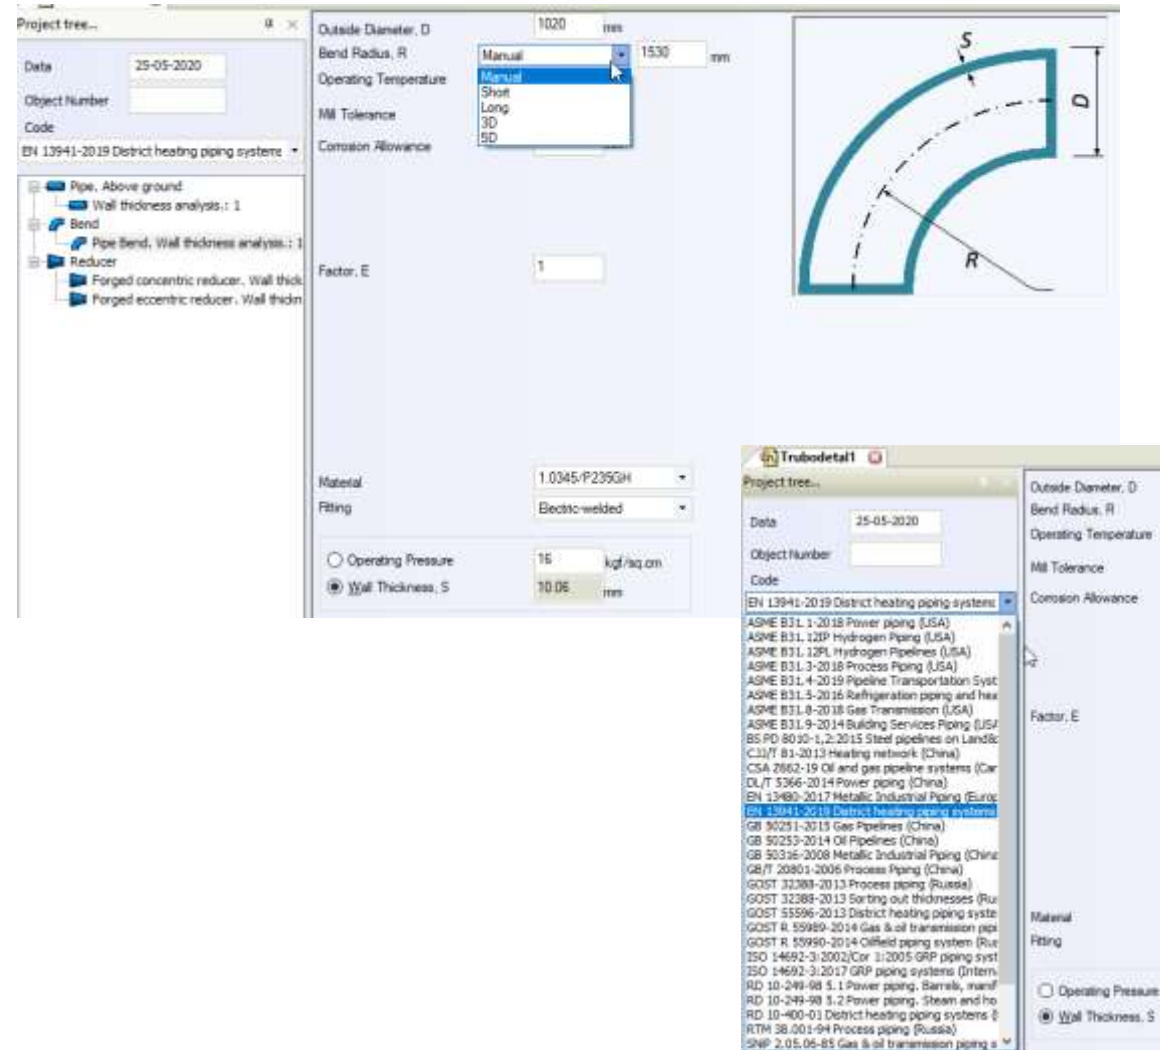 Project tree...
Data 25-05-2020
Object Number
Code
EN 13941-2019 District heating piping systems
Pipe. Above ground
Wall thickness analysis.: 1
Bend
Pipe Bend. Wall thickness analysis.: 1
Reducer
Forged concentric reducer. Wall thick
Forged eccentric reducer. Wall thickn
Outside Diameter, D 1020 mm
Bend Radius, R Manual 1530 mm
Operating Temperature
Mill Tolerance
Corrosion Allowance
Manual
Short
Long
3D
5D
Factor, E 1
Material 1.0345/P235GH
Fitting Electric-welded
Operating Pressure 16 kgf/sq.cm
Wall Thickness, S 10.06 mm
S
D
R
Trubodetal1
Project tree...
Data 25-05-2020
Object Number
Code
EN 13941-2019 District heating piping systems
ASME B31.1-2018 Power piping (USA)
ASME B31.12IP Hydrogen Piping (USA)
ASME B31.12PL Hydrogen Pipelines (USA)
ASME B31.3-2018 Process Piping (USA)
ASME B31.4-2019 Pipeline Transportation Syst
ASME B31.5-2016 Refrigeration piping and hea
ASME B31.8-2018 Gas Transmission (USA)
ASME B31.9-2014 Building Services Piping (USA
BS PD 8010-1,2:2015 Steel pipelines on Land&
CJJ/T 81-2013 Heating network (China)
CSA Z662-19 Oil and gas pipeline systems (Can
DL/T 5366-2014 Power piping (China)
EN 13480-2017 Metallic Industrial Piping (Europ
EN 13941-2019 District heating piping systems
GB 50251-2015 Gas Pipelines (China)
GB 50253-2014 Oil Pipelines (China)
GB 50316-2008 Metallic Industrial Piping (China
GB/T 20801-2006 Process Piping (China)
GOST 32388-2013 Process piping (Russia)
GOST 32388-2013 Sorting out thicknesses (Rus
GOST 55596-2013 District heating piping syste
GOST R 55989-2014 Gas & oil transmission pipi
GOST R 55990-2014 Oilfield piping system (Rus
ISO 14692-3:2002/Cor 1:2005 GRP piping syst
ISO 14692-3:2017 GRP piping systems (Intern
RD 10-249-98 5.1 Power piping. Barrels, manif
RD 10-249-98 5.2 Power piping. Steam and ho
RD 10-400-01 District heating piping systems
RTM 38.001-94 Process piping (Russia)
SNiP 2.05.06-85 Gas & oil transmission piping s
Outside Diameter, D
Bend Radius, R
Operating Temperature
Mill Tolerance
Corrosion Allowance
Factor, E
Material
Fitting
Operating Pressure
Wall Thickness, S